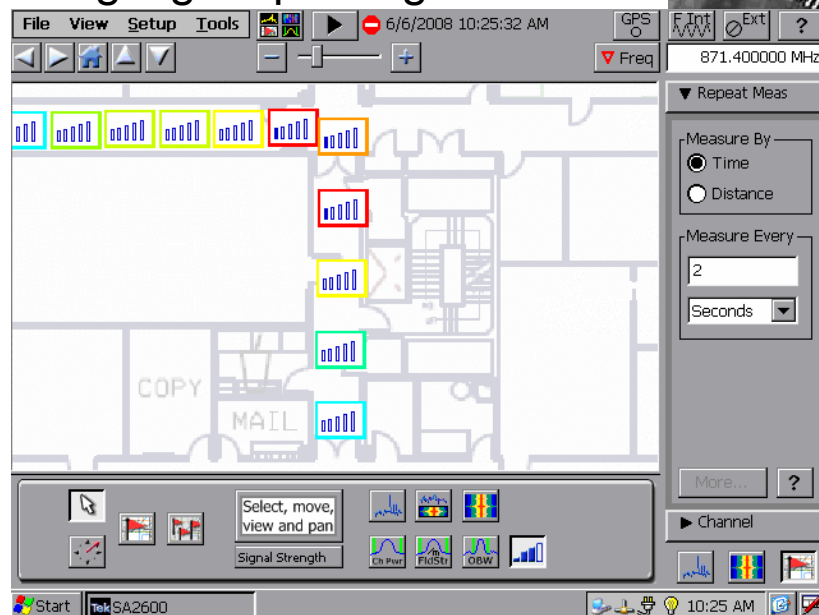 File View Setup Tools 6/6/2008 10:25:32 AM GPS F Int Ext ?
Freq 871.400000 MHz
Repeat Meas
Measure By
Time
Distance
Measure Every
2
Seconds
COPY
MAIL
More... ?
Select, move,
view and pan
Signal Strength
Ch Pwr FldStr OBW
Channel
Start Tek SA2600 10:25 AM